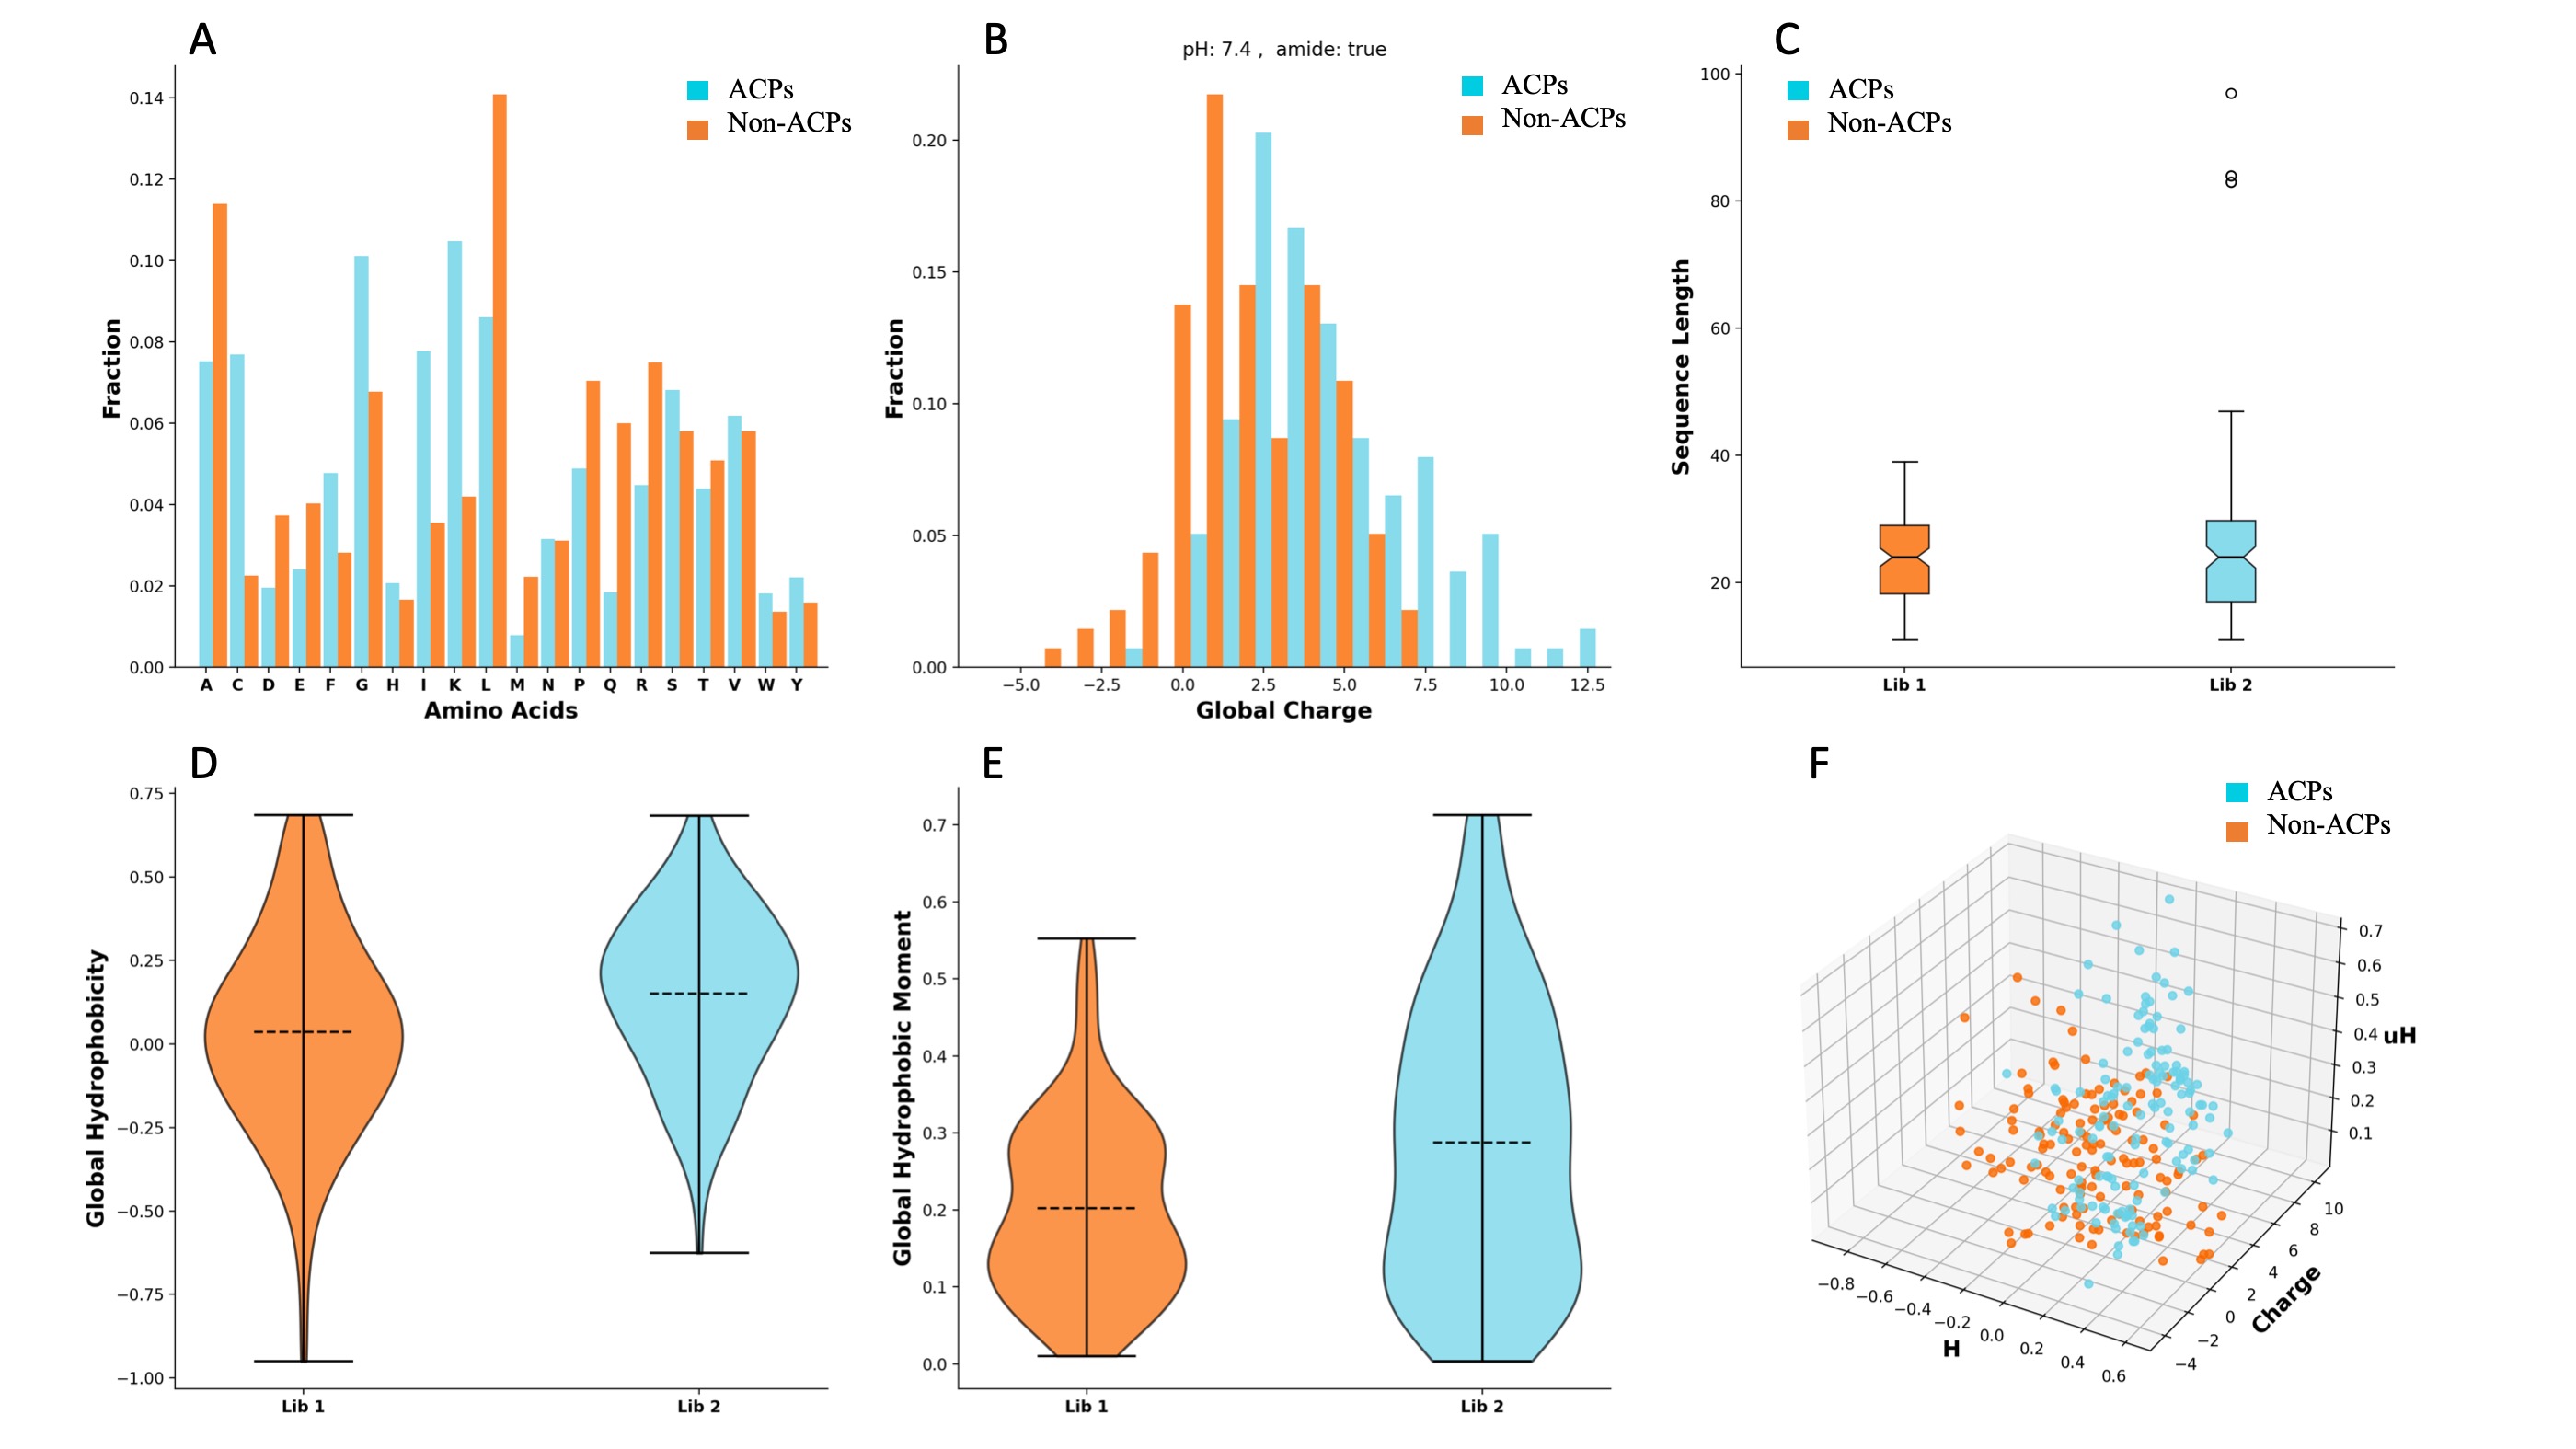 A
ACPs
Non-ACPs
0.14
0.12
0.10
0.08
0.06
0.04
0.02
0.00
Fraction
A C D E F G H I K L M N P Q R S T V W Y
Amino Acids
B
pH: 7.4 , amide: true
ACPs
Non-ACPs
0.20
0.15
0.10
0.05
0.00
Fraction
−5.0 −2.5 0.0 2.5 5.0 7.5 10.0 12.5
Global Charge
C
ACPs
Non-ACPs
100
80
60
40
20
Sequence Length
Lib 1 Lib 2
D
0.75
0.50
0.25
0.00
−0.25
−0.50
−0.75
−1.00
Global Hydrophobicity
Lib 1 Lib 2
E
0.7
0.6
0.5
0.4
0.3
0.2
0.1
0.0
Global Hydrophobic Moment
Lib 1 Lib 2
F
ACPs
Non-ACPs
0.7
0.6
0.5
0.4
0.3
0.2
0.1
uH
10
8
6
4
2
0
−2
−4
Charge
−0.8
−0.6
−0.4
−0.2
0.0
0.2
0.4
0.6
H